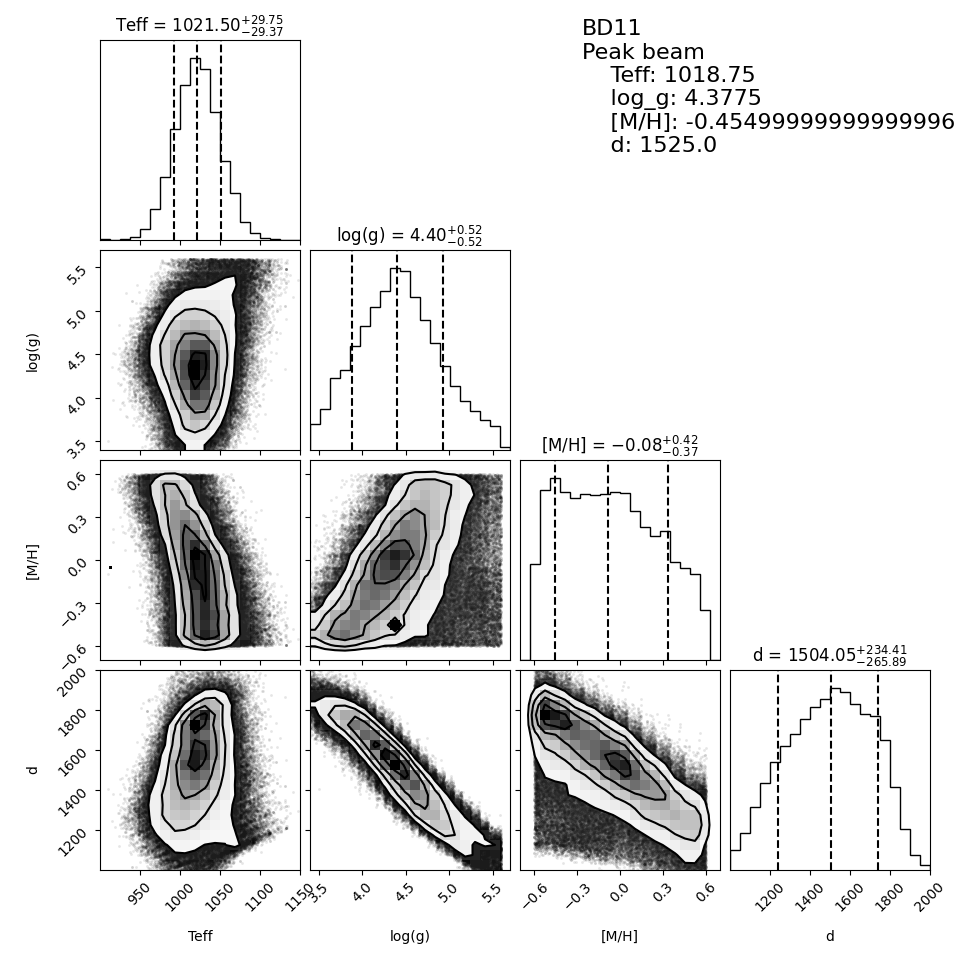 Teff = 1021.50+29.75−29.37
BD11
Peak beam
Teff: 1018.75
log_g: 4.3775
[M/H]: -0.45499999999999996
d: 1525.0
log(g) = 4.40+0.52−0.52
5.5
5.0
4.5
4.0
3.5
log(g)
[M/H] = −0.08+0.42−0.37
0.6
0.3
0.0
−0.3
−0.6
[M/H]
d = 1504.05+234.41−265.89
2000
1800
1600
1400
1200
d
950 1000 1050 1100 1150
3.5 4.0 4.5 5.0 5.5
−0.6 −0.3 0.0 0.3 0.6
1200 1400 1600 1800 2000
Teff log(g) [M/H] d